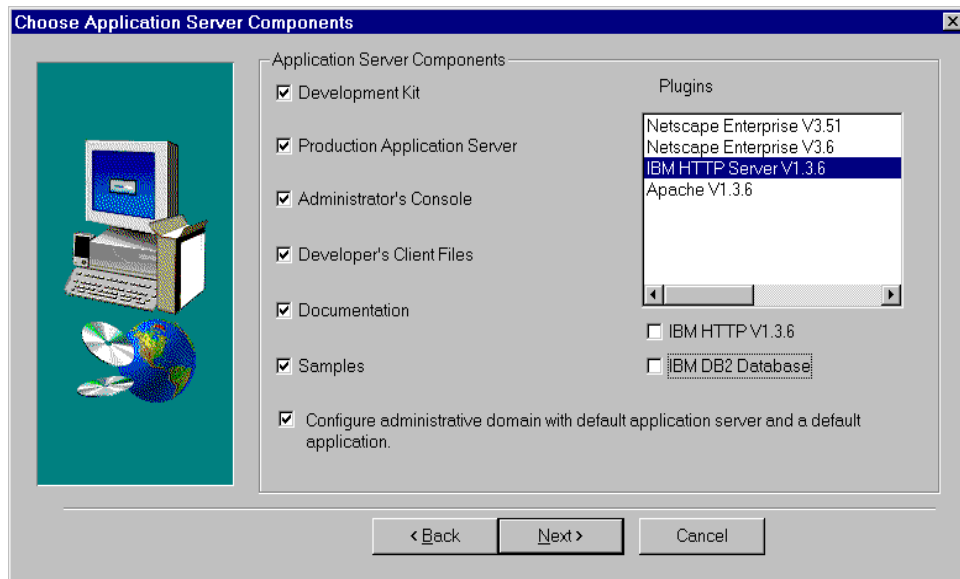 Choose Application Server Components
Application Server Components
Development Kit
Production Application Server
Administrator's Console
Developer's Client Files
Documentation
Samples
Plugins
Netscape Enterprise V3.51
Netscape Enterprise V3.6
IBM HTTP Server V1.3.6
Apache V1.3.6
IBM HTTP V1.3.6
IBM DB2 Database
Configure administrative domain with default application server and a default
application.
< Back
Next >
Cancel